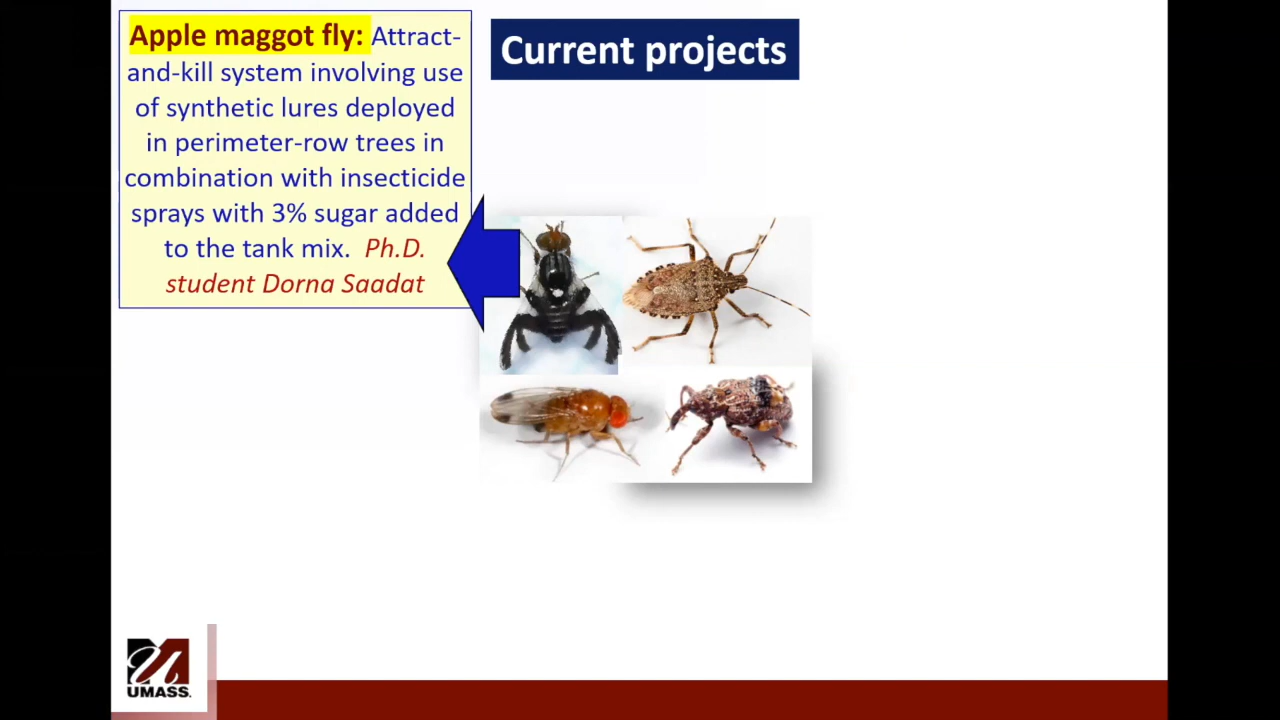 Current projects
Apple maggot fly: Attract-
and-kill system involving use
of synthetic lures deployed
in perimeter-row trees in
combination with insecticide
sprays with 3% sugar added
to the tank mix. Ph.D.
student Dorna Saadat
UMASS.